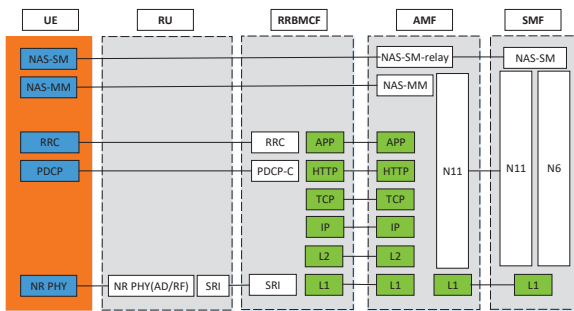 UE RU RRBMCF AMF SMF
NAS-SM NAS-SM-relay NAS-SM
NAS-MM NAS-MM
RRC RRC APP APP
PDCP PDCP-C HTTP HTTP N11 N11 N6
TCP TCP
IP IP
L2 L2
NR PHY NR PHY(AD/RF) SRI SRI L1 L1 L1 L1